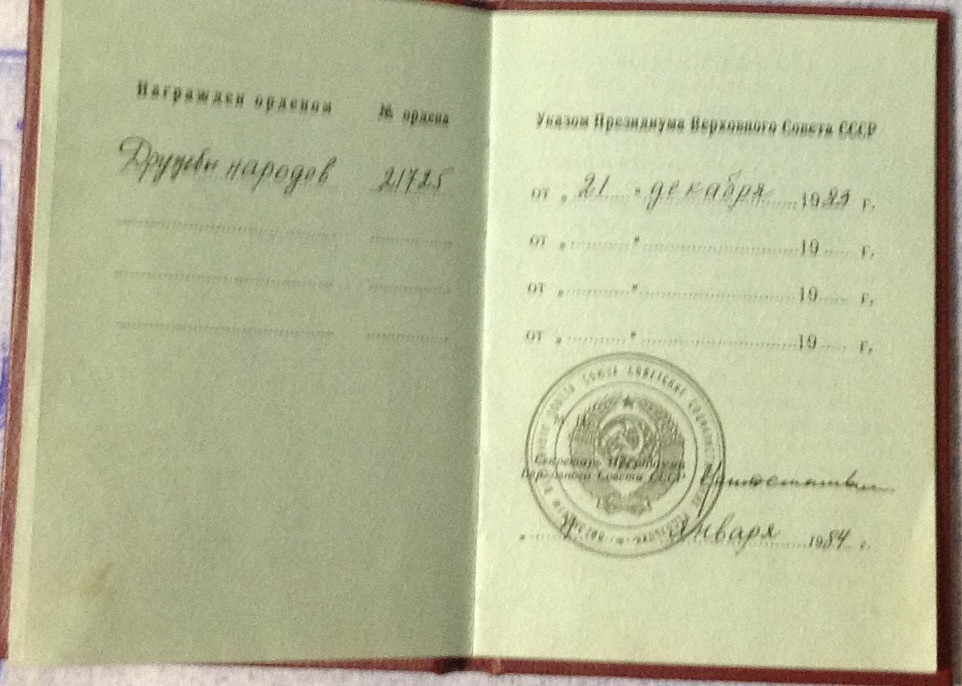 Награжден орденом
№ ордена
Дружбы народов
21725
Указом Президиума Верховного Совета СССР
от „ 21 " декабря 1983 г.
от „ " 19 г.
от „ " 19 г.
от „ " 19 г.
Секретарь Президиума
Верховного Совета СССР
января 1984 г.